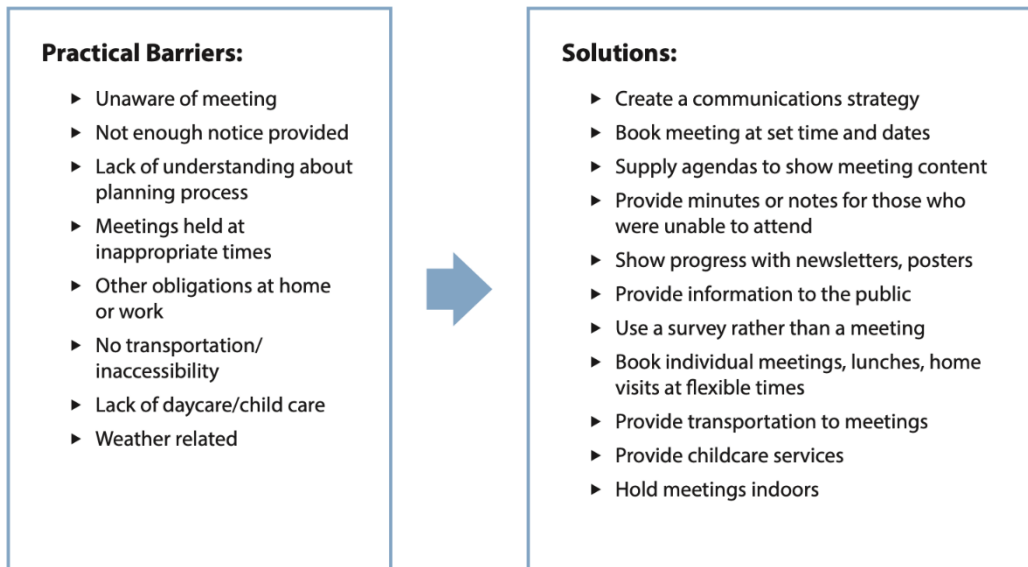 Practical Barriers:
► Unaware of meeting
► Not enough notice provided
► Lack of understanding about
planning process
► Meetings held at
inappropriate times
► Other obligations at home
or work
► No transportation/
inaccessibility
► Lack of daycare/child care
► Weather related
Solutions:
► Create a communications strategy
► Book meeting at set time and dates
► Supply agendas to show meeting content
► Provide minutes or notes for those who
were unable to attend
► Show progress with newsletters, posters
► Provide information to the public
► Use a survey rather than a meeting
► Book individual meetings, lunches, home
visits at flexible times
► Provide transportation to meetings
► Provide childcare services
► Hold meetings indoors